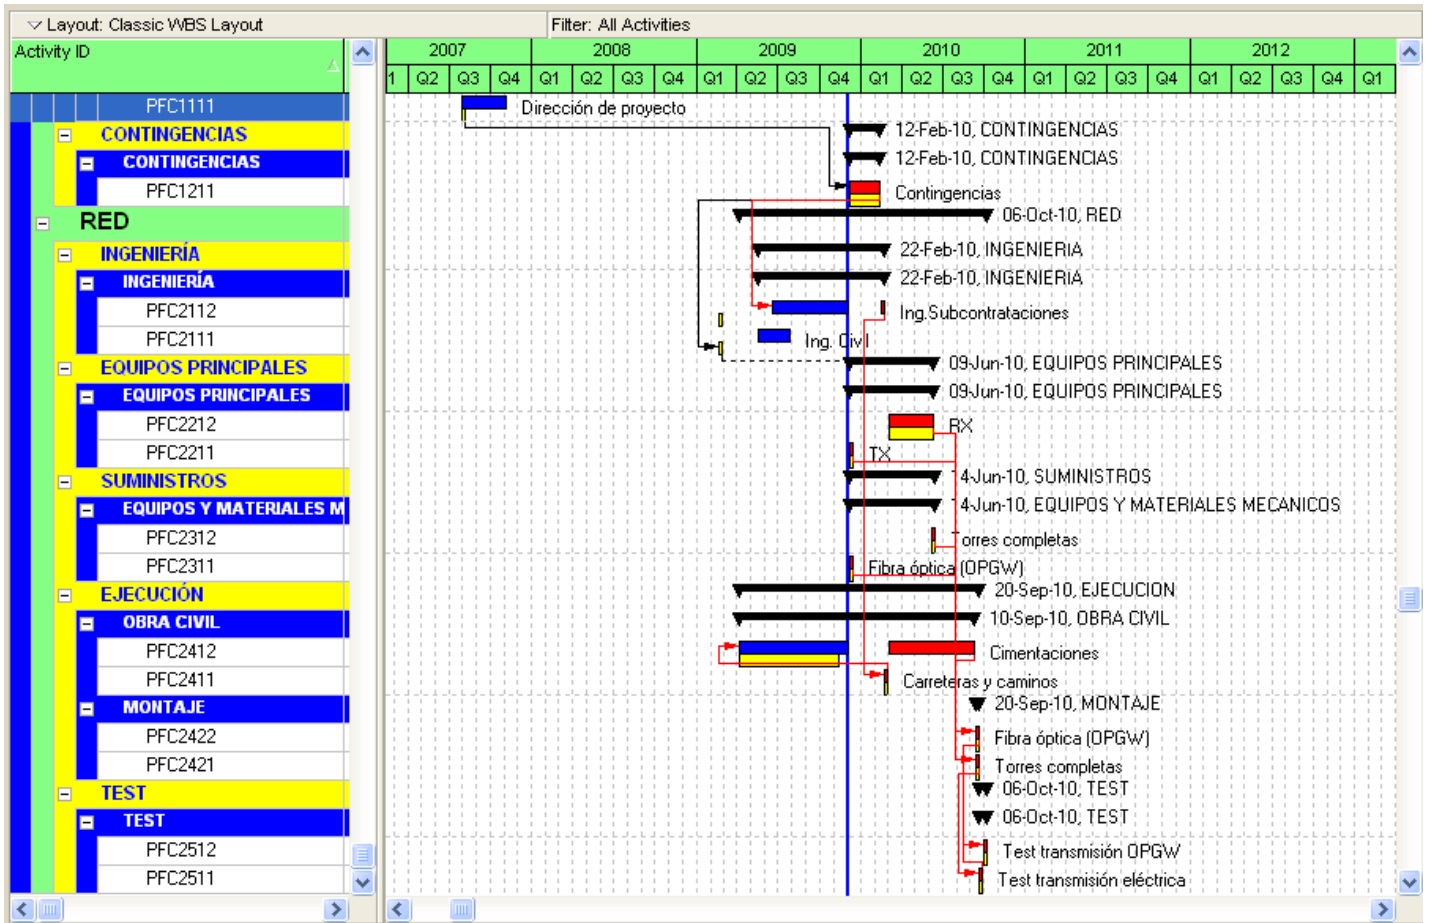 Layout: Classic WBS Layout
Filter: All Activities
Activity ID
2007 2008 2009 2010 2011 2012
1 Q2 Q3 Q4 Q1 Q2 Q3 Q4 Q1 Q2 Q3 Q4 Q1 Q2 Q3 Q4 Q1 Q2 Q3 Q4 Q1 Q2 Q3 Q4 Q1
PFC1111 Dirección de proyecto
CONTINGENCIAS 12-Feb-10, CONTINGENCIAS
CONTINGENCIAS 12-Feb-10, CONTINGENCIAS
PFC1211 Contingencias
RED 06-Oct-10, RED
INGENIERÍA 22-Feb-10, INGENIERIA
INGENIERÍA 22-Feb-10, INGENIERIA
PFC2112 Ing.Subcontrataciones
PFC2111 Ing. Civil
EQUIPOS PRINCIPALES 09-Jun-10, EQUIPOS PRINCIPALES
EQUIPOS PRINCIPALES 09-Jun-10, EQUIPOS PRINCIPALES
PFC2212 RX
PFC2211 TX
SUMINISTROS 4-Jun-10, SUMINISTROS
EQUIPOS Y MATERIALES M 4-Jun-10, EQUIPOS Y MATERIALES MECANICOS
PFC2312 Torres completas
PFC2311 Fibra óptica (OPGW)
EJECUCIÓN 20-Sep-10, EJECUCION
OBRA CIVIL 10-Sep-10, OBRA CIVIL
PFC2412 Cimentaciones
PFC2411 Carreteras y caminos
MONTAJE 20-Sep-10, MONTAJE
PFC2422 Fibra óptica (OPGW)
PFC2421 Torres completas
TEST 06-Oct-10, TEST
TEST 06-Oct-10, TEST
PFC2512 Test transmisión OPGW
PFC2511 Test transmisión eléctrica